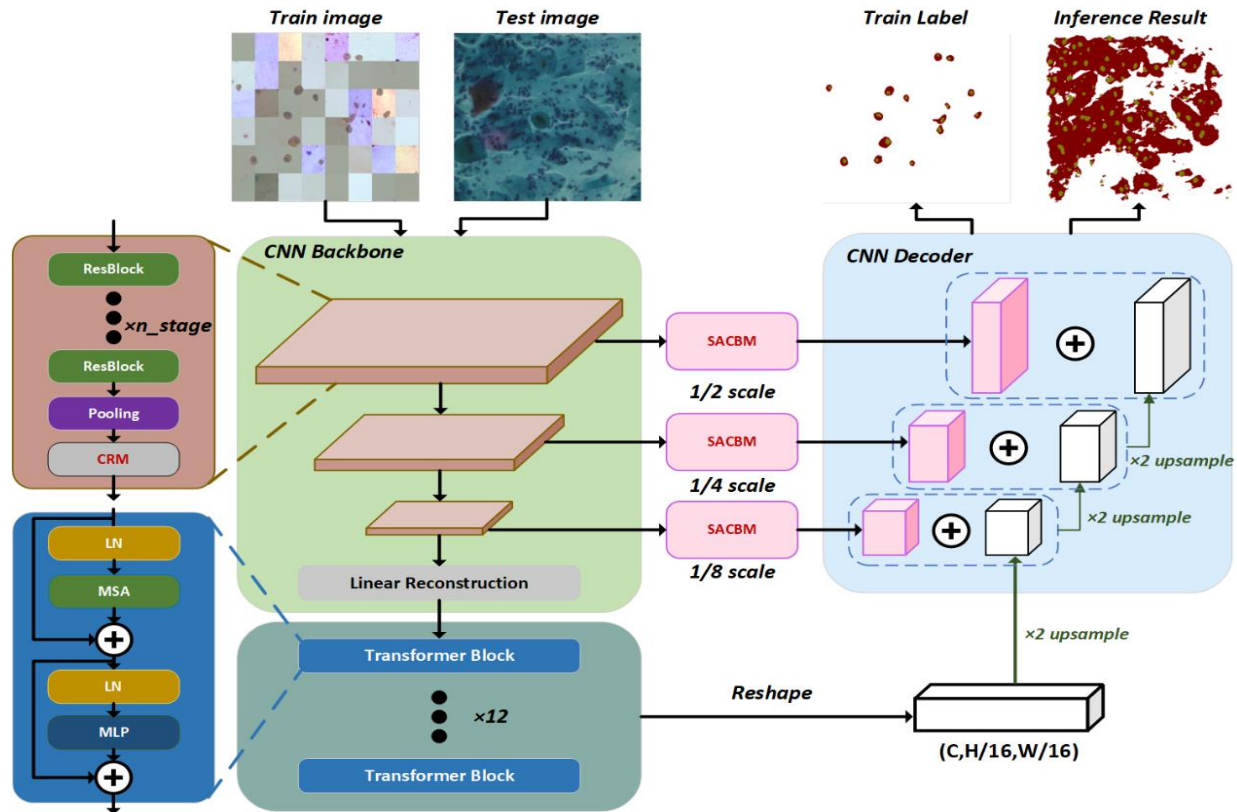 Train image
Test image
Train Label
Inference Result
ResBlock
×n_stage
ResBlock
Pooling
CRM
LN
MSA
LN
MLP
CNN Backbone
Linear Reconstruction
Transformer Block
×12
Transformer Block
SACBM
1/2 scale
SACBM
1/4 scale
SACBM
1/8 scale
CNN Decoder
×2 upsample
×2 upsample
×2 upsample
Reshape
(C,H/16,W/16)